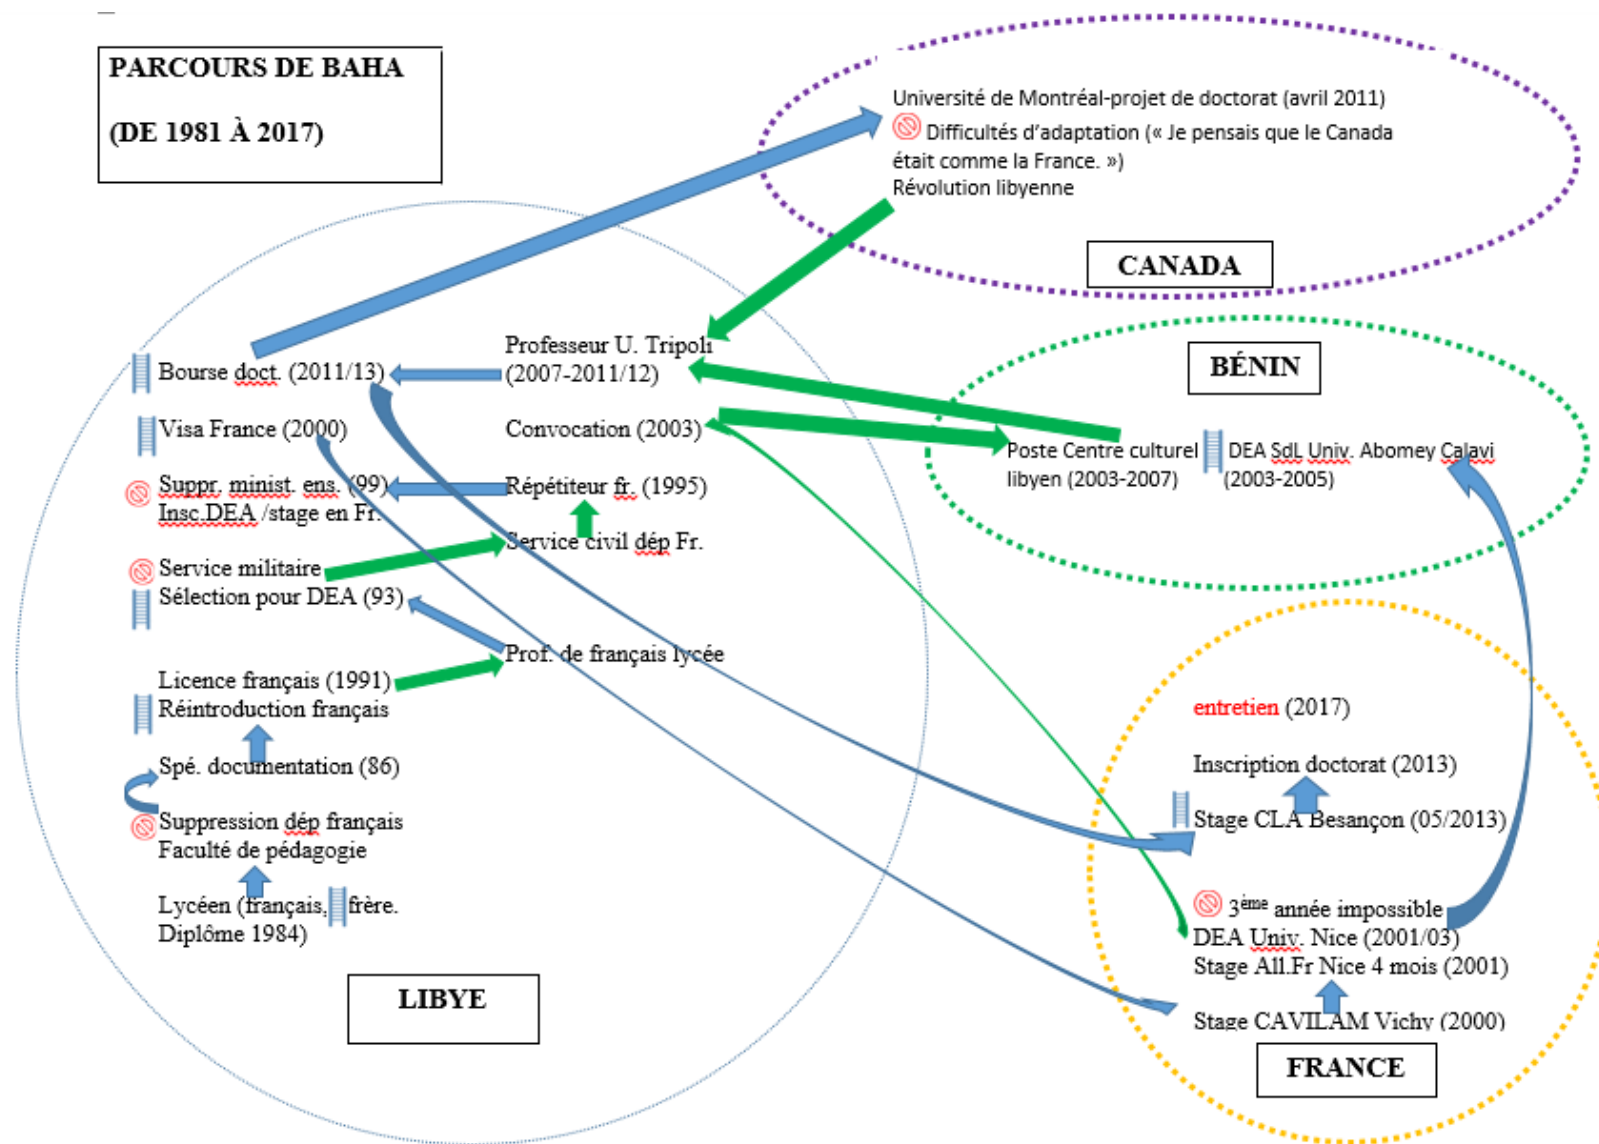 PARCOURS DE BAHA
(DE 1981 À 2017)
Université de Montréal-projet de doctorat (avril 2011)
Difficultés d'adaptation (« Je pensais que le Canada
était comme la France. »)
Révolution libyenne
CANADA
Professeur U. Tripoli
(2007-2011/12)
Bourse doct. (2011/13)
Visa France (2000)
Convocation (2003)
Suppr. minist. ens. (99)
Insc.DEA /stage en Fr.
Répétiteur fr. (1995)
Service civil dép Fr.
Service militaire
Sélection pour DEA (93)
Prof. de français lycée
Licence français (1991)
Réintroduction français
Spé. documentation (86)
Suppression dép français
Faculté de pédagogie
Lycéen (français, frère.
Diplôme 1984)
LIBYE
BÉNIN
Poste Centre culturel
libyen (2003-2007)
DEA SdL Univ. Abomey Calavi
(2003-2005)
entretien (2017)
Inscription doctorat (2013)
Stage CLA Besançon (05/2013)
3ème année impossible
DEA Univ. Nice (2001/03)
Stage All.Fr Nice 4 mois (2001)
Stage CAVILAM Vichy (2000)
FRANCE